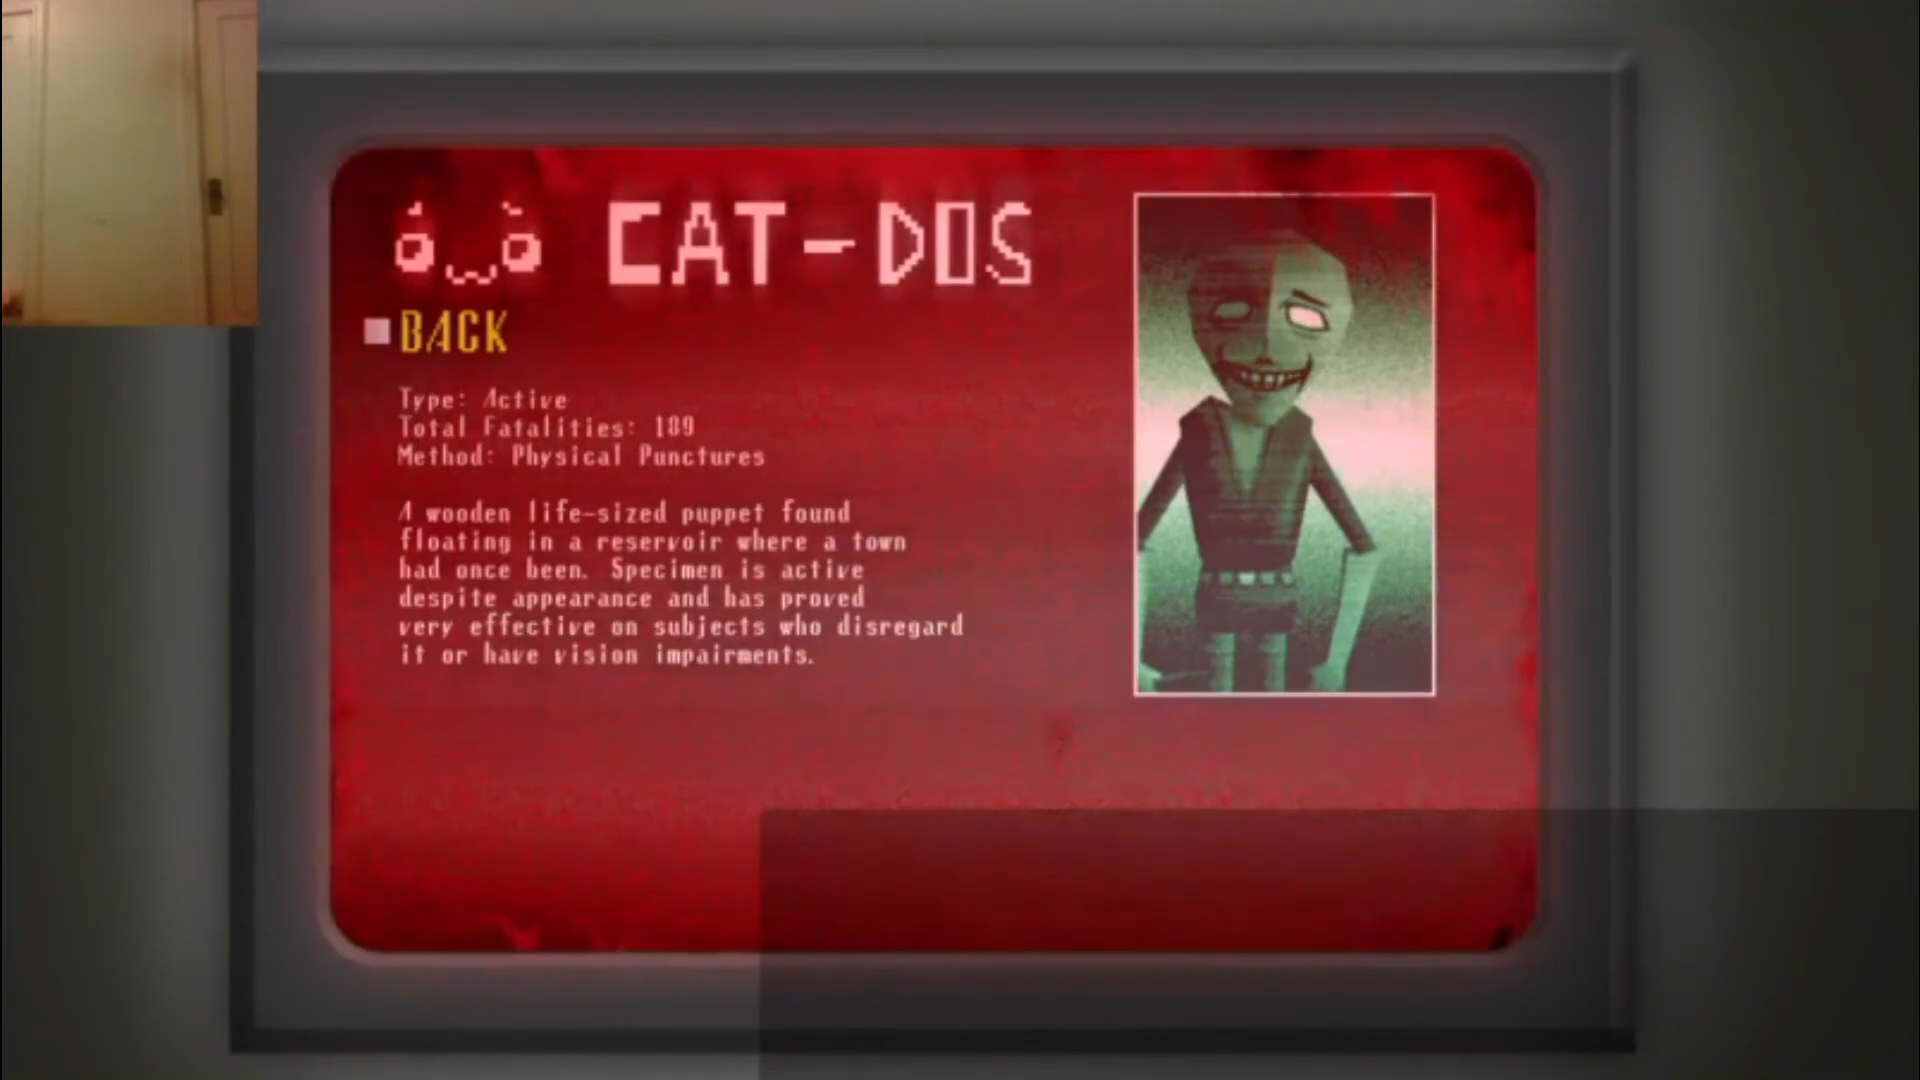 CAT-DOS
BACK
Type: Active
Total Fatalities: 189
Method: Physical Punctures
A wooden life-sized puppet found
floating in a reservoir where a town
had once been. Specimen is active
despite appearance and has proved
very effective on subjects who disregard
it or have vision impairments.